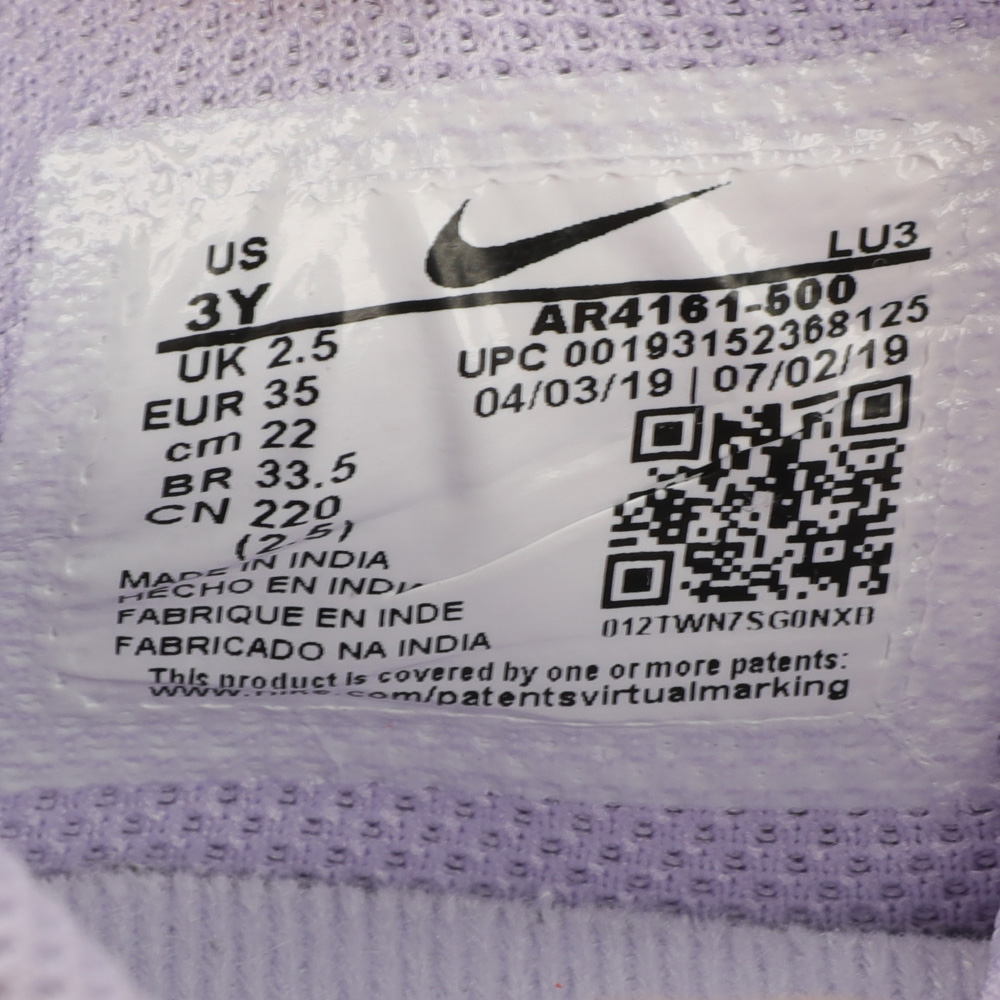 US
3Y
UK 2.5
EUR 35
cm 22
BR 33.5
CN 220
(2.5)
MADE IN INDIA
HECHO EN INDIA
FABRIQUE EN INDE
FABRICADO NA INDIA
LU3
AR4161-500
UPC 00193152368125
04/03/19 | 07/02/19
012TWN7SG0NXB
This product is covered by one or more patents:
www.nike.com/patentsvirtualmarking